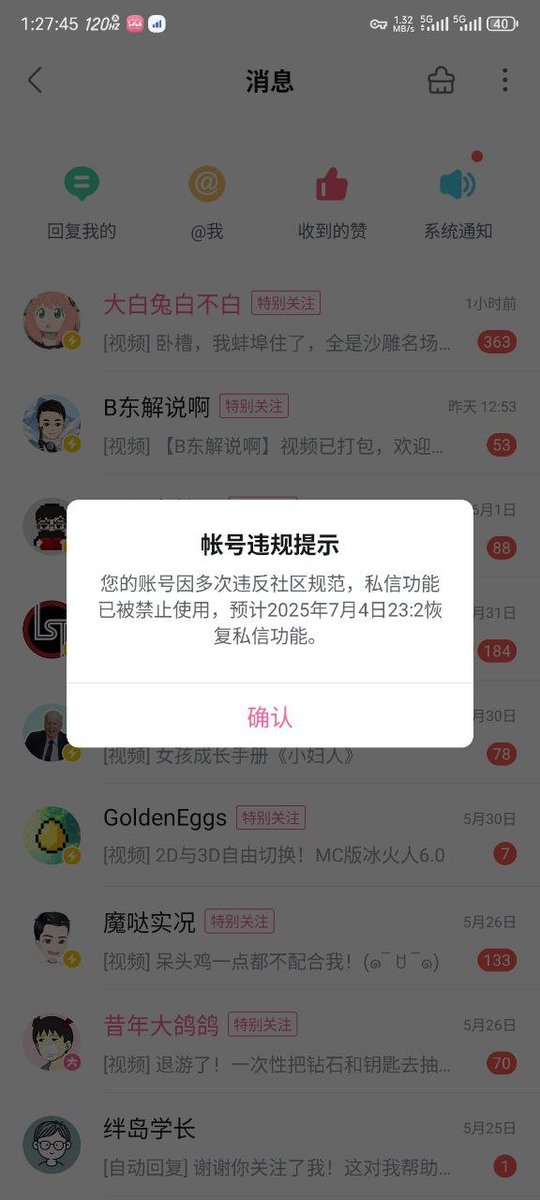 1:27:45 120HZ
1.32 MB/s 5G 5G 40
消息
回复我的 @我 收到的赞 系统通知
大白兔白不白 特别关注 1小时前
[视频] 卧槽，我蚌埠住了，全是沙雕名场... 363
B东解说啊 特别关注 昨天 12:53
[视频] 【B东解说啊】视频已打包，欢迎... 53
6月1日
88
帐号违规提示
您的账号因多次违反社区规范，私信功能
已被禁止使用，预计2025年7月4日23:2恢
复私信功能。
确认
月31日
184
月30日
[视频] 女孩成长手册《小妇人》 78
GoldenEggs 特别关注 5月30日
[视频] 2D与3D自由切换！MC版冰火人6.0 7
魔哒实况 特别关注 5月26日
[视频] 呆头鸡一点都不配合我！(๑¯ㅂ¯๑) 133
昔年大鸽鸽 特别关注 5月26日
[视频] 退游了！一次性把钻石和钥匙去抽... 70
绊岛学长 5月25日
[自动回复] 谢谢你关注了我！这对我帮助... 1